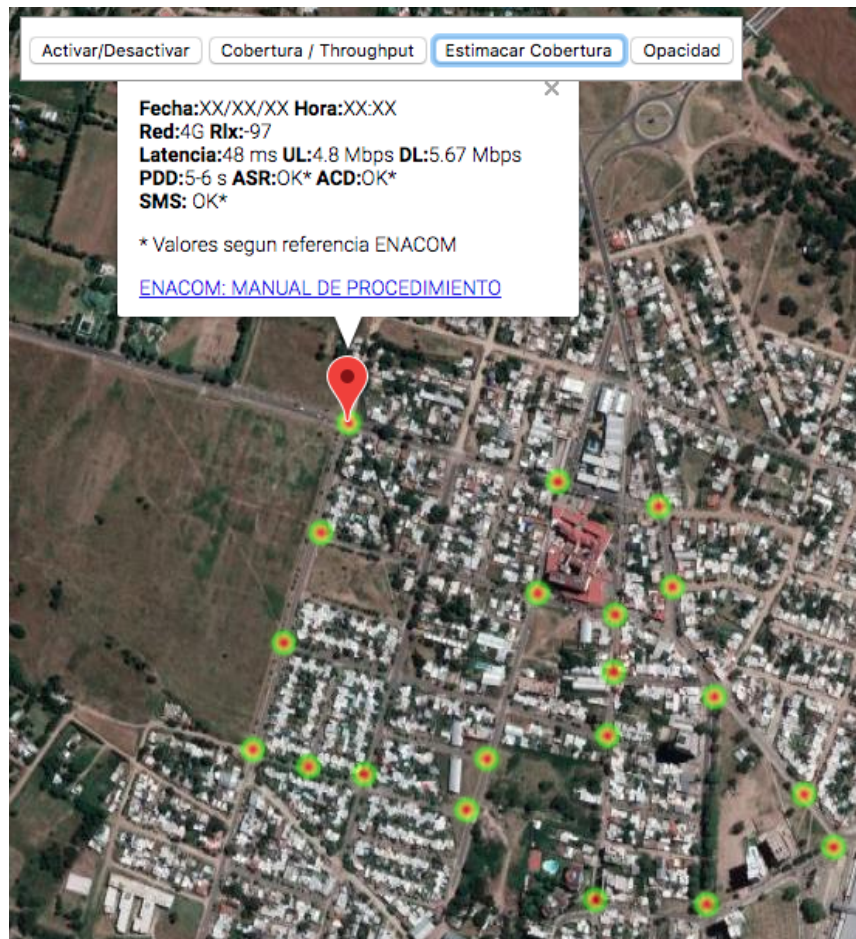 Activar/Desactivar Cobertura / Throughput Estimacar Cobertura Opacidad
×
Fecha:XX/XX/XX Hora:XX:XX
Red:4G Rlx:-97
Latencia:48 ms UL:4.8 Mbps DL:5.67 Mbps
PDD:5-6 s ASR:OK* ACD:OK*
SMS: OK*
* Valores segun referencia ENACOM
ENACOM: MANUAL DE PROCEDIMIENTO